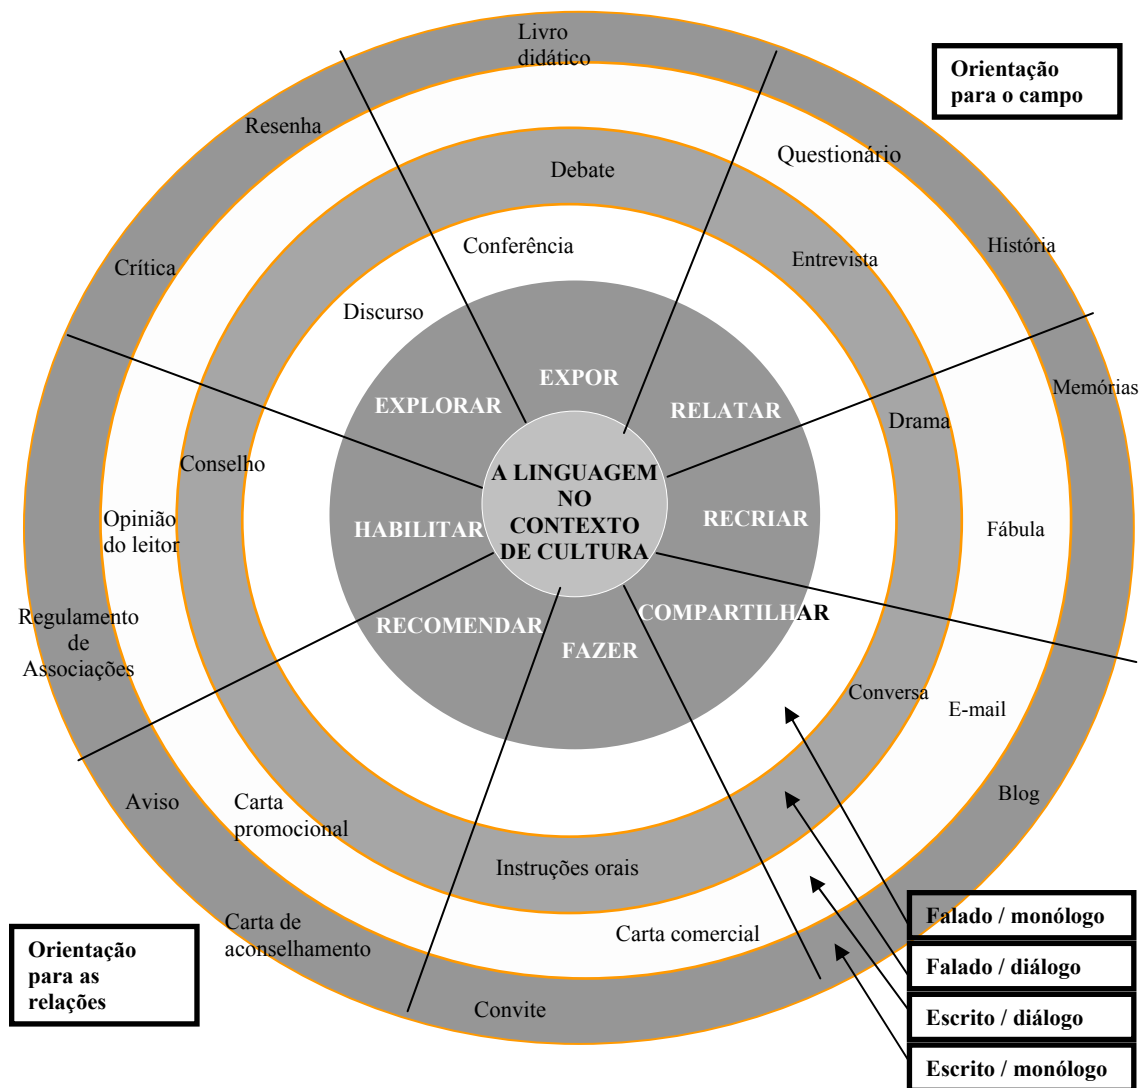 Livro
didático
Orientação
para o campo
Resenha
Questionário
Debate
Conferência
Entrevista
História
Crítica
Discurso
EXPOR
EXPLORAR
RELATAR
Memórias
Drama
Conselho
A LINGUAGEM
NO
CONTEXTO
DE CULTURA
HABILITAR
RECRIAR
Opinião
do leitor
Fábula
Regulamento
de
Associações
RECOMENDAR
FAZER
COMPARTILHAR
Conversa
E-mail
Blog
Aviso
Carta
promocional
Instruções orais
Carta de
aconselhamento
Carta comercial
Convite
Orientação
para as
relações
Falado / monólogo
Falado / diálogo
Escrito / diálogo
Escrito / monólogo